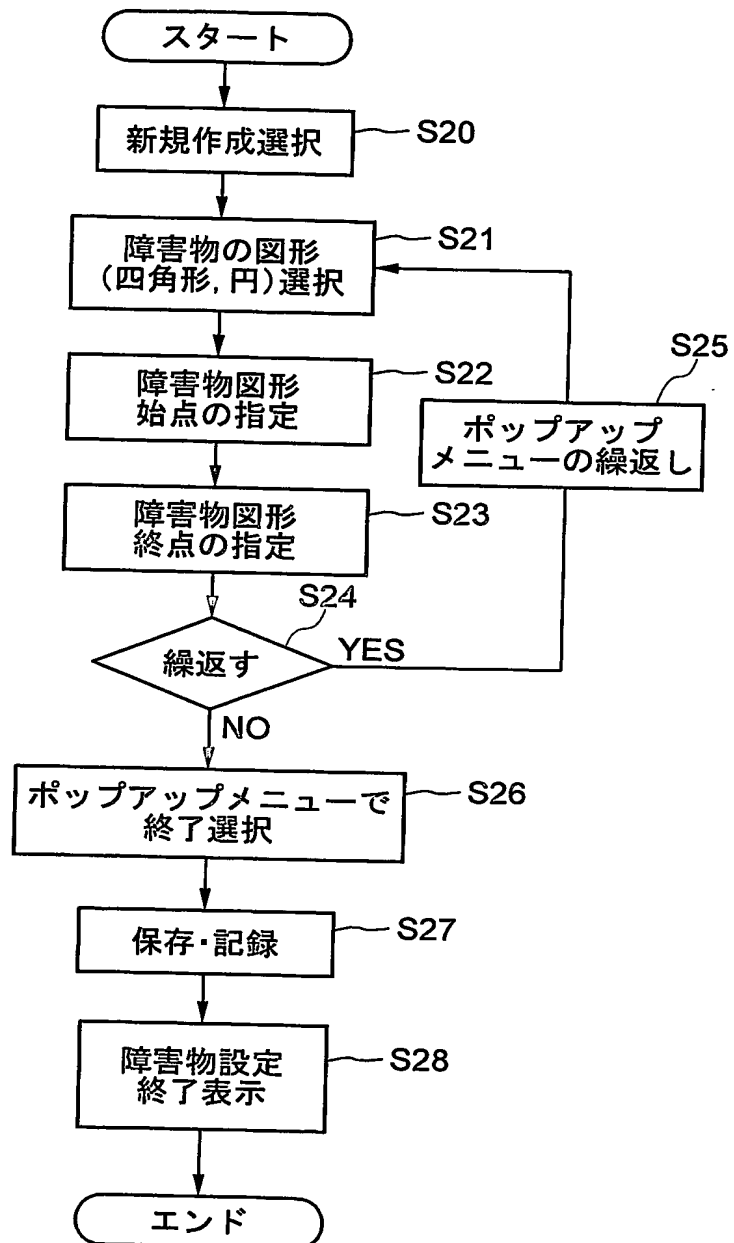 スタート
新規作成選択
S20
障害物の図形
(四角形,円)選択
S21
障害物図形
始点の指定
S22
障害物図形
終点の指定
S23
S24
繰返す
YES
S25
ポップアップ
メニューの繰返し
NO
ポップアップメニューで
終了選択
S26
保存・記録
S27
障害物設定
終了表示
S28
エンド